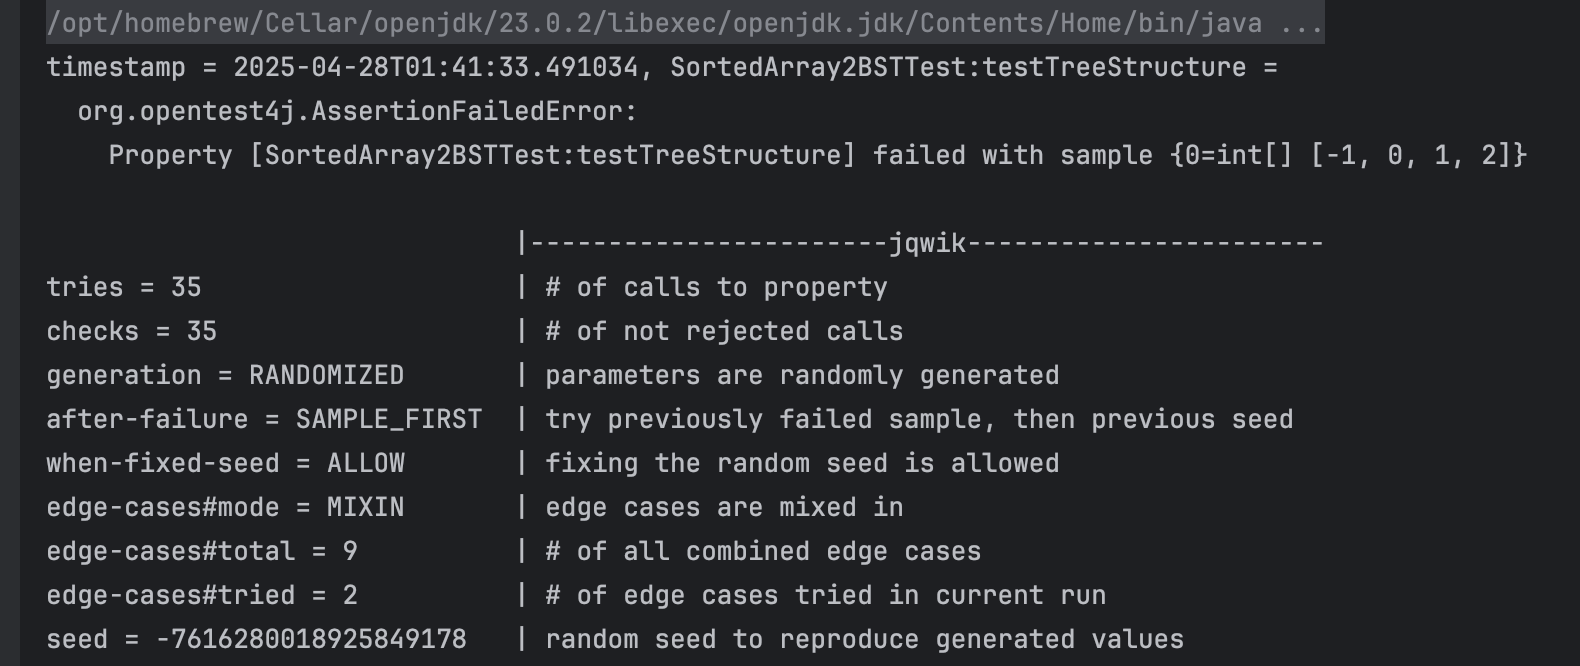 /opt/homebrew/Cellar/openjdk/23.0.2/libexec/openjdk.jdk/Contents/Home/bin/java ...
timestamp = 2025-04-28T01:41:33.491034, SortedArray2BSTTest:testTreeStructure =
  org.opentest4j.AssertionFailedError:
    Property [SortedArray2BSTTest:testTreeStructure] failed with sample {0=int[] [-1, 0, 1, 2]}

                              |-----------------------jqwik-----------------------
tries = 35                    | # of calls to property
checks = 35                   | # of not rejected calls
generation = RANDOMIZED       | parameters are randomly generated
after-failure = SAMPLE_FIRST  | try previously failed sample, then previous seed
when-fixed-seed = ALLOW       | fixing the random seed is allowed
edge-cases#mode = MIXIN       | edge cases are mixed in
edge-cases#total = 9          | # of all combined edge cases
edge-cases#tried = 2          | # of edge cases tried in current run
seed = -7616280018925849178   | random seed to reproduce generated values